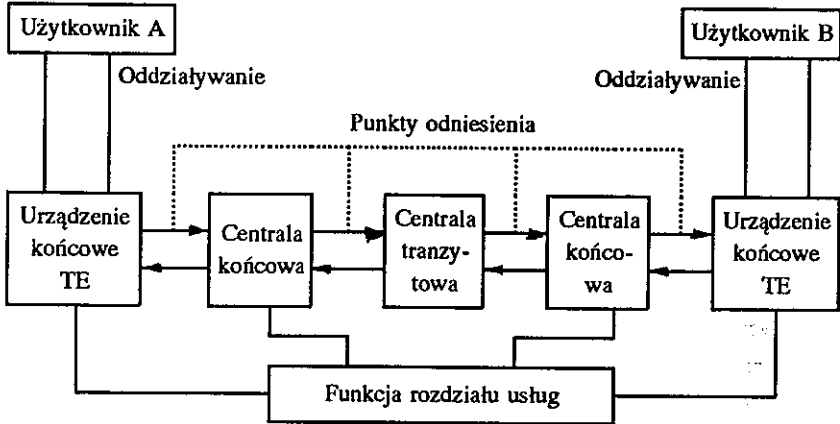 Użytkownik A
Użytkownik B
Oddziaływanie
Oddziaływanie
Punkty odniesienia
Urządzenie
końcowe
TE
Centrala
końcowa
Centrala
tranzy-
towa
Centrala
końco-
wa
Urządzenie
końcowe
TE
Funkcja rozdziału usług